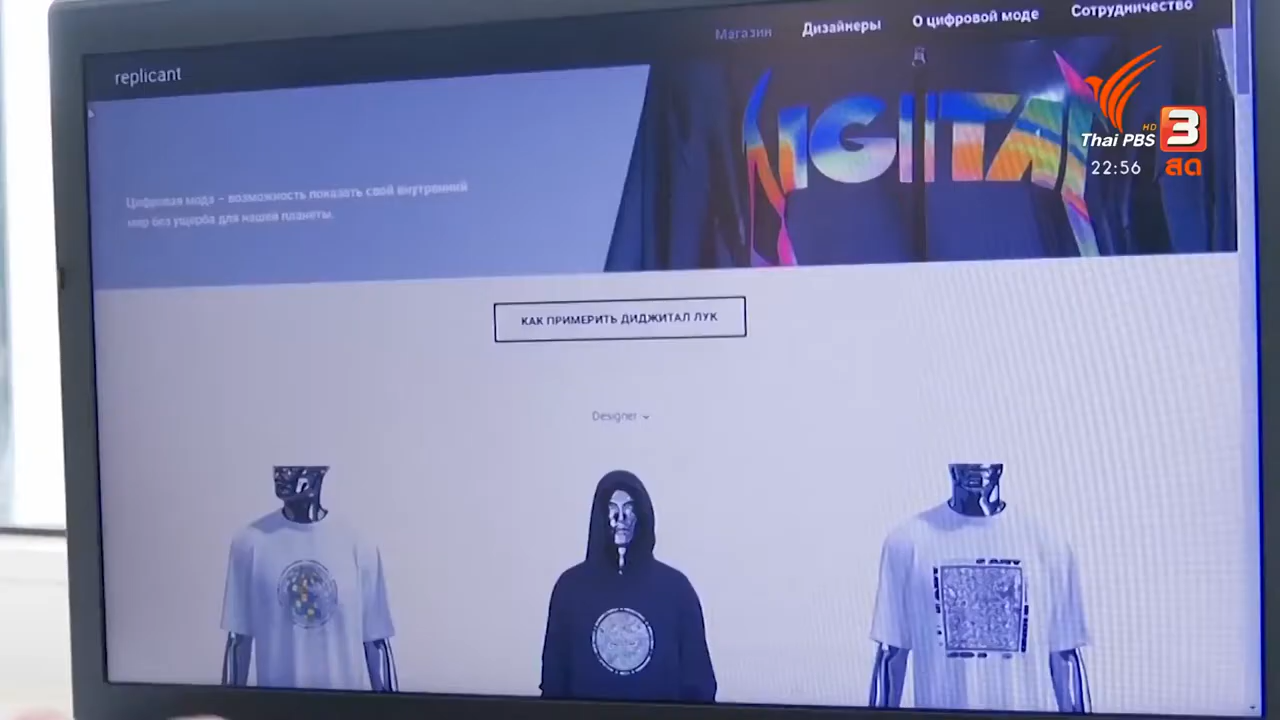 replicant
Магазин
Дизайнеры
О цифровой моде
Сотрудничество
DIGITAL
Thai PBS
HD
3
22:56
สด
Цифровая мода – возможность показать свой внутренний
мир без ущерба для нашей планеты.
КАК ПРИМЕРИТЬ ДИДЖИТАЛ ЛУК
Designer